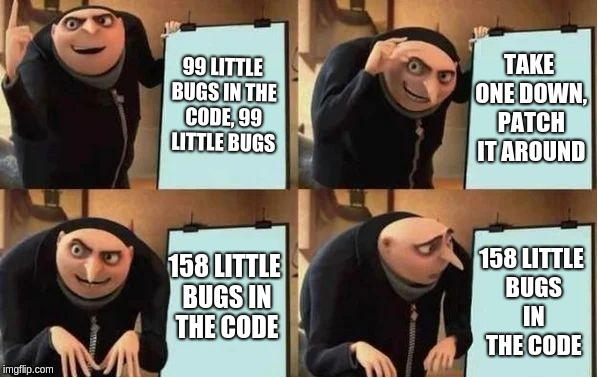 99 LITTLE
BUGS IN THE
CODE, 99
LITTLE BUGS
TAKE
ONE DOWN,
PATCH
IT AROUND
158 LITTLE
BUGS IN
THE CODE
158 LITTLE
BUGS
IN
THE CODE
imgflip.com